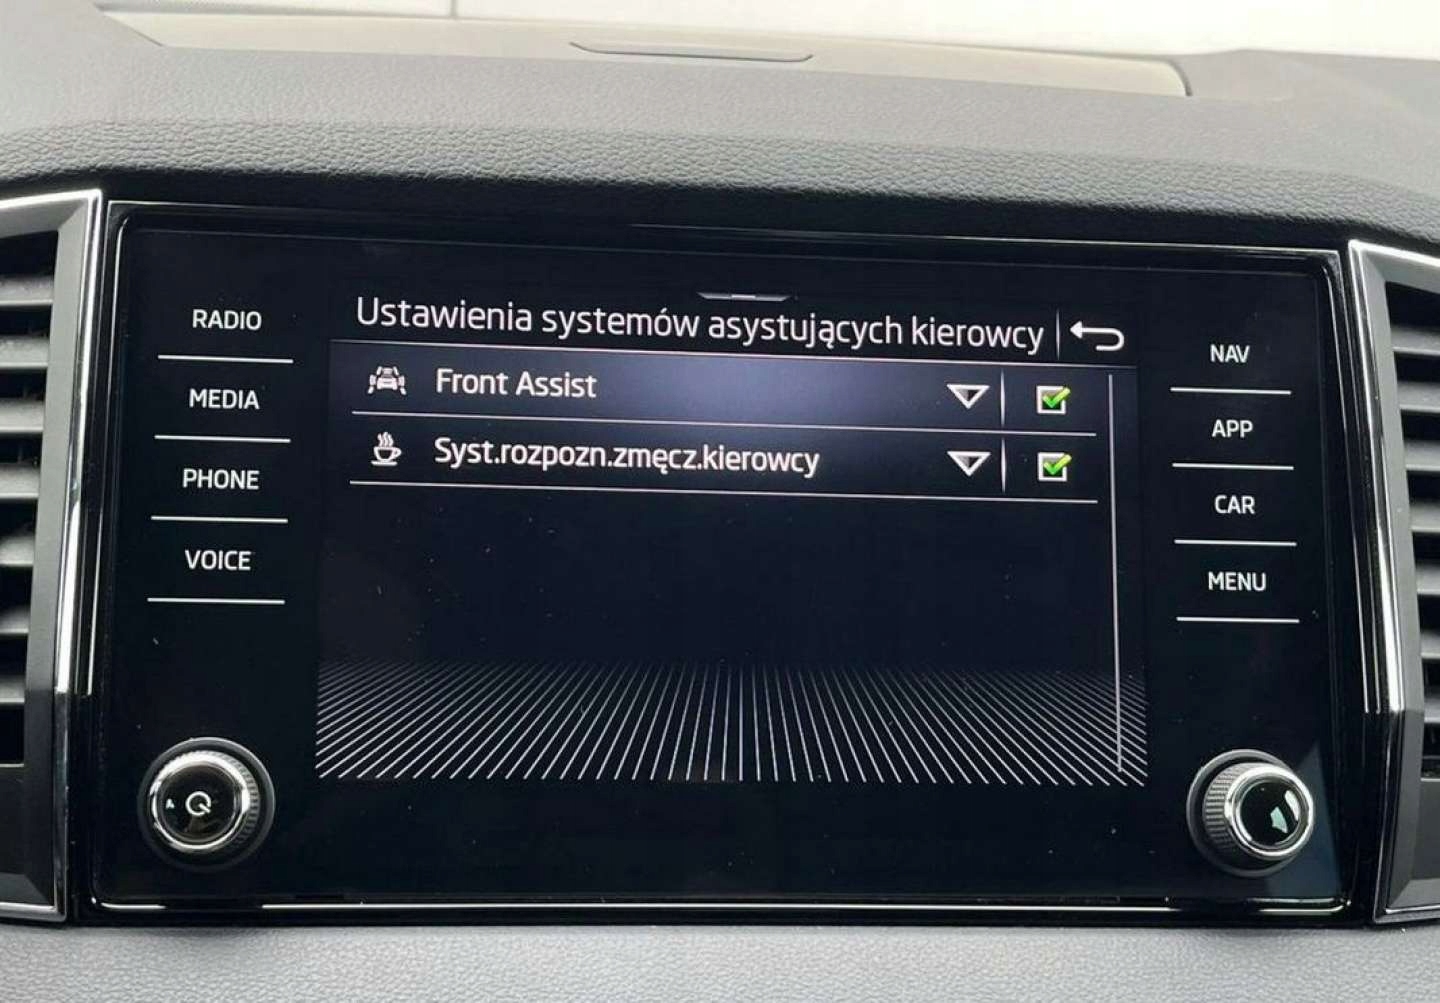 Ustawienia systemów asystujących kierowcy
Front Assist
Syst.rozpozn.zmęcz.kierowcy
RADIO
MEDIA
PHONE
VOICE
NAV
APP
CAR
MENU